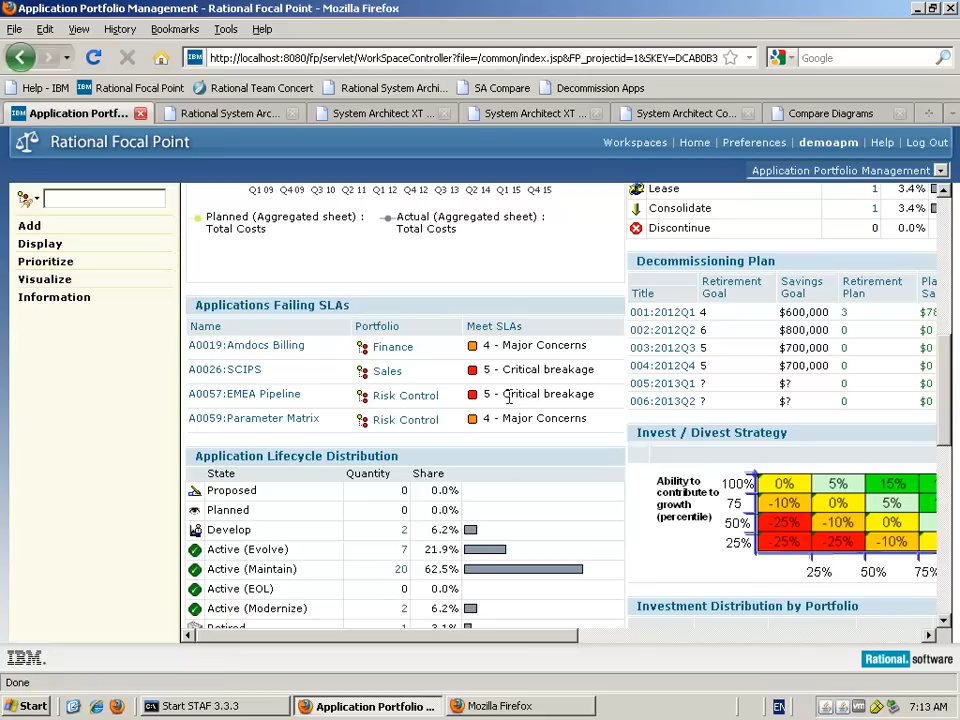 Application Portfolio Management - Rational Focal Point - Mozilla Firefox
File Edit View History Bookmarks Tools Help
IBM http://localhost:8080/fp/servlet/WorkSpaceController?file=/common/index.jsp&FP_projectid=1&SKEY=DCAB0B3 Google
Help - IBM IBM Rational Focal Point Rational Team Concert Rational System Archi... SA Compare Decommission Apps
IBM Application Portf... Rational System Arc... System Architect XT ... System Architect XT ... System Architect Co... Compare Diagrams
Rational Focal Point Workspaces | Home | Preferences | demoapm | Help | Log Out
Application Portfolio Management
Add
Display
Prioritize
Visualize
Information
Q1 09 Q4 09 Q3 10 Q2 11 Q1 12 Q4 12 Q3 13 Q2 14 Q1 15 Q4 15
Planned (Aggregated sheet) : Actual (Aggregated sheet) :
Total Costs Total Costs
Applications Failing SLAs
Name Portfolio Meet SLAs
A0019:Amdocs Billing Finance 4 - Major Concerns
A0026:SCIPS Sales 5 - Critical breakage
A0057:EMEA Pipeline Risk Control 5 - Critical breakage
A0059:Parameter Matrix Risk Control 4 - Major Concerns
Application Lifecycle Distribution
State Quantity Share
Proposed 0 0.0%
Planned 0 0.0%
Develop 2 6.2%
Active (Evolve) 7 21.9%
Active (Maintain) 20 62.5%
Active (EOL) 0 0.0%
Active (Modernize) 2 6.2%
Retired 1 3.1%
Lease 1 3.4%
Consolidate 1 3.4%
Discontinue 0 0.0%
Decommissioning Plan
Retirement Savings Retirement Pla
Title Goal Goal Plan Sa
001:2012Q1 4 $600,000 3 $78
002:2012Q2 6 $800,000 0 $0
003:2012Q3 5 $700,000 0 $0
004:2012Q4 5 $700,000 0 $0
005:2013Q1 ? $? 0 $0
006:2013Q2 ? $? 0 $0
Invest / Divest Strategy
Ability to
contribute to
growth
(percentile)
100% 0% 5% 15%
75 -10% 0% 5%
50% -25% -10% 0%
25% -25% -25% -10%
25% 50% 75%
Investment Distribution by Portfolio
IBM. Rational. software
Done
Start Start STAF 3.3.3 Application Portfolio ... Mozilla Firefox EN 7:13 AM